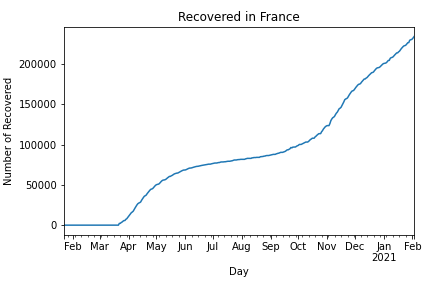 Recovered in France
200000
150000
100000
50000
0
Number of Recovered
Feb Mar Apr May Jun Jul Aug Sep Oct Nov Dec Jan Feb
2021
Day